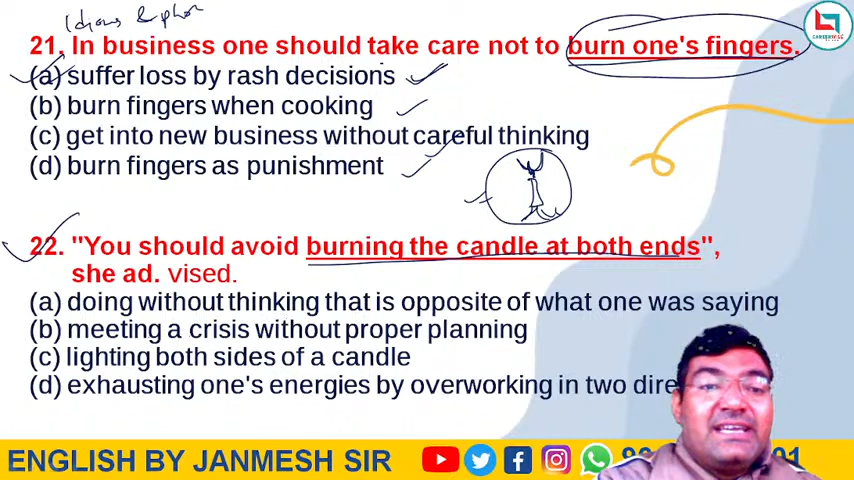 Idioms & phr
21. In business one should take care not to burn one's fingers.
(a) suffer loss by rash decisions
(b) burn fingers when cooking
(c) get into new business without careful thinking
(d) burn fingers as punishment
22. "You should avoid burning the candle at both ends",
she ad. vised.
(a) doing without thinking that is opposite of what one was saying
(b) meeting a crisis without proper planning
(c) lighting both sides of a candle
(d) exhausting one's energies by overworking in two dire
ENGLISH BY JANMESH SIR